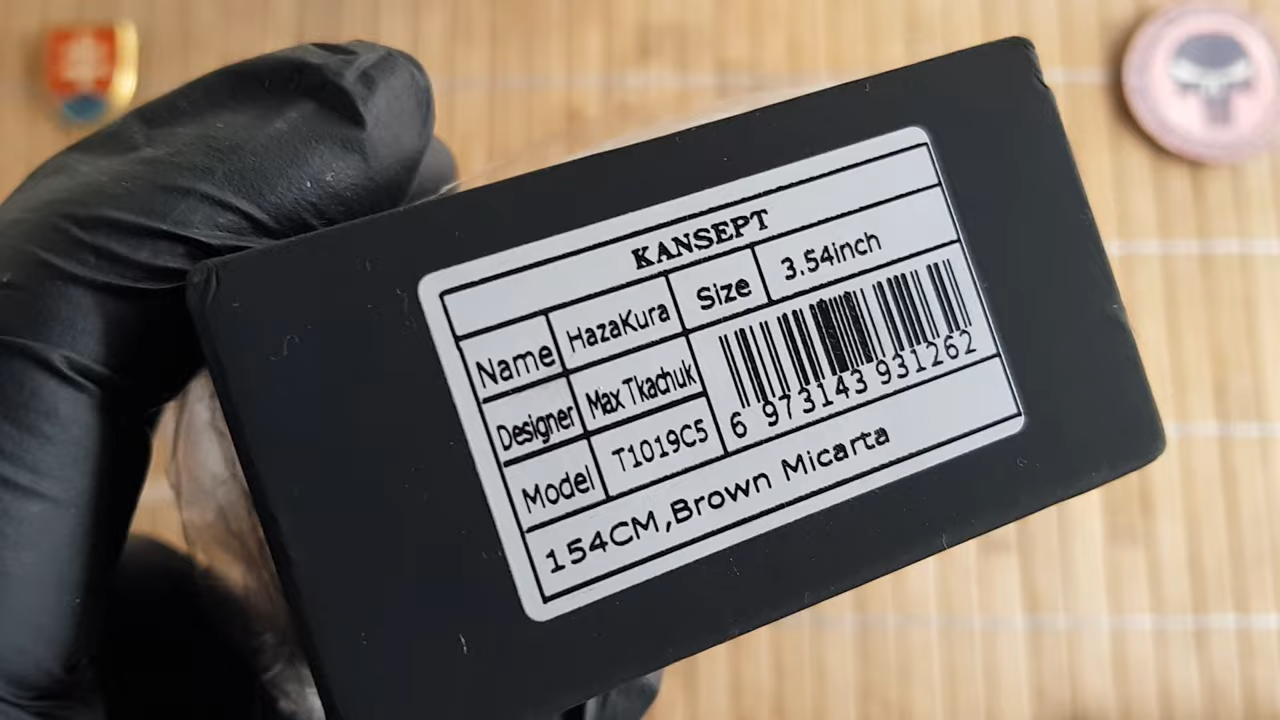 KANSEPT
Name HazaKura Size 3.54inch
Designer Max Tkachuk
Model T1019C5
6 973143 931262
154CM,Brown Micarta